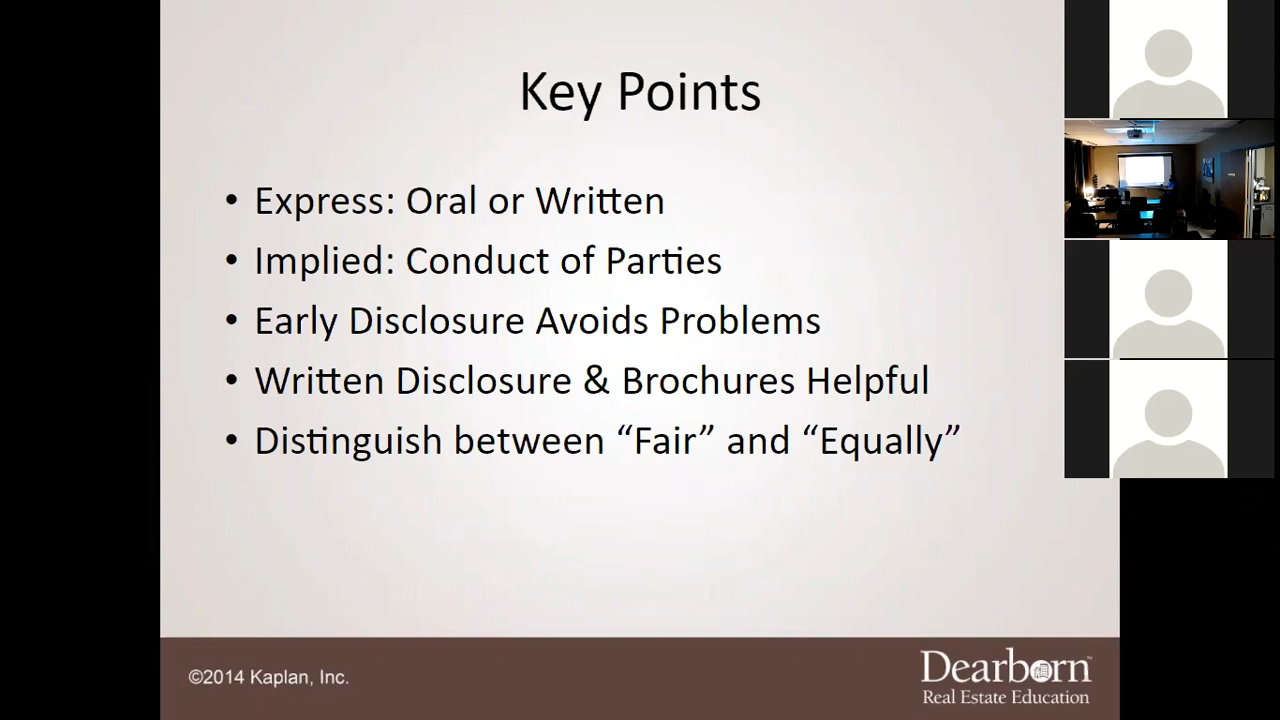 Key Points
• Express: Oral or Written
• Implied: Conduct of Parties
• Early Disclosure Avoids Problems
• Written Disclosure & Brochures Helpful
• Distinguish between “Fair” and “Equally”
©2014 Kaplan, Inc.
Dearborn™
Real Estate Education